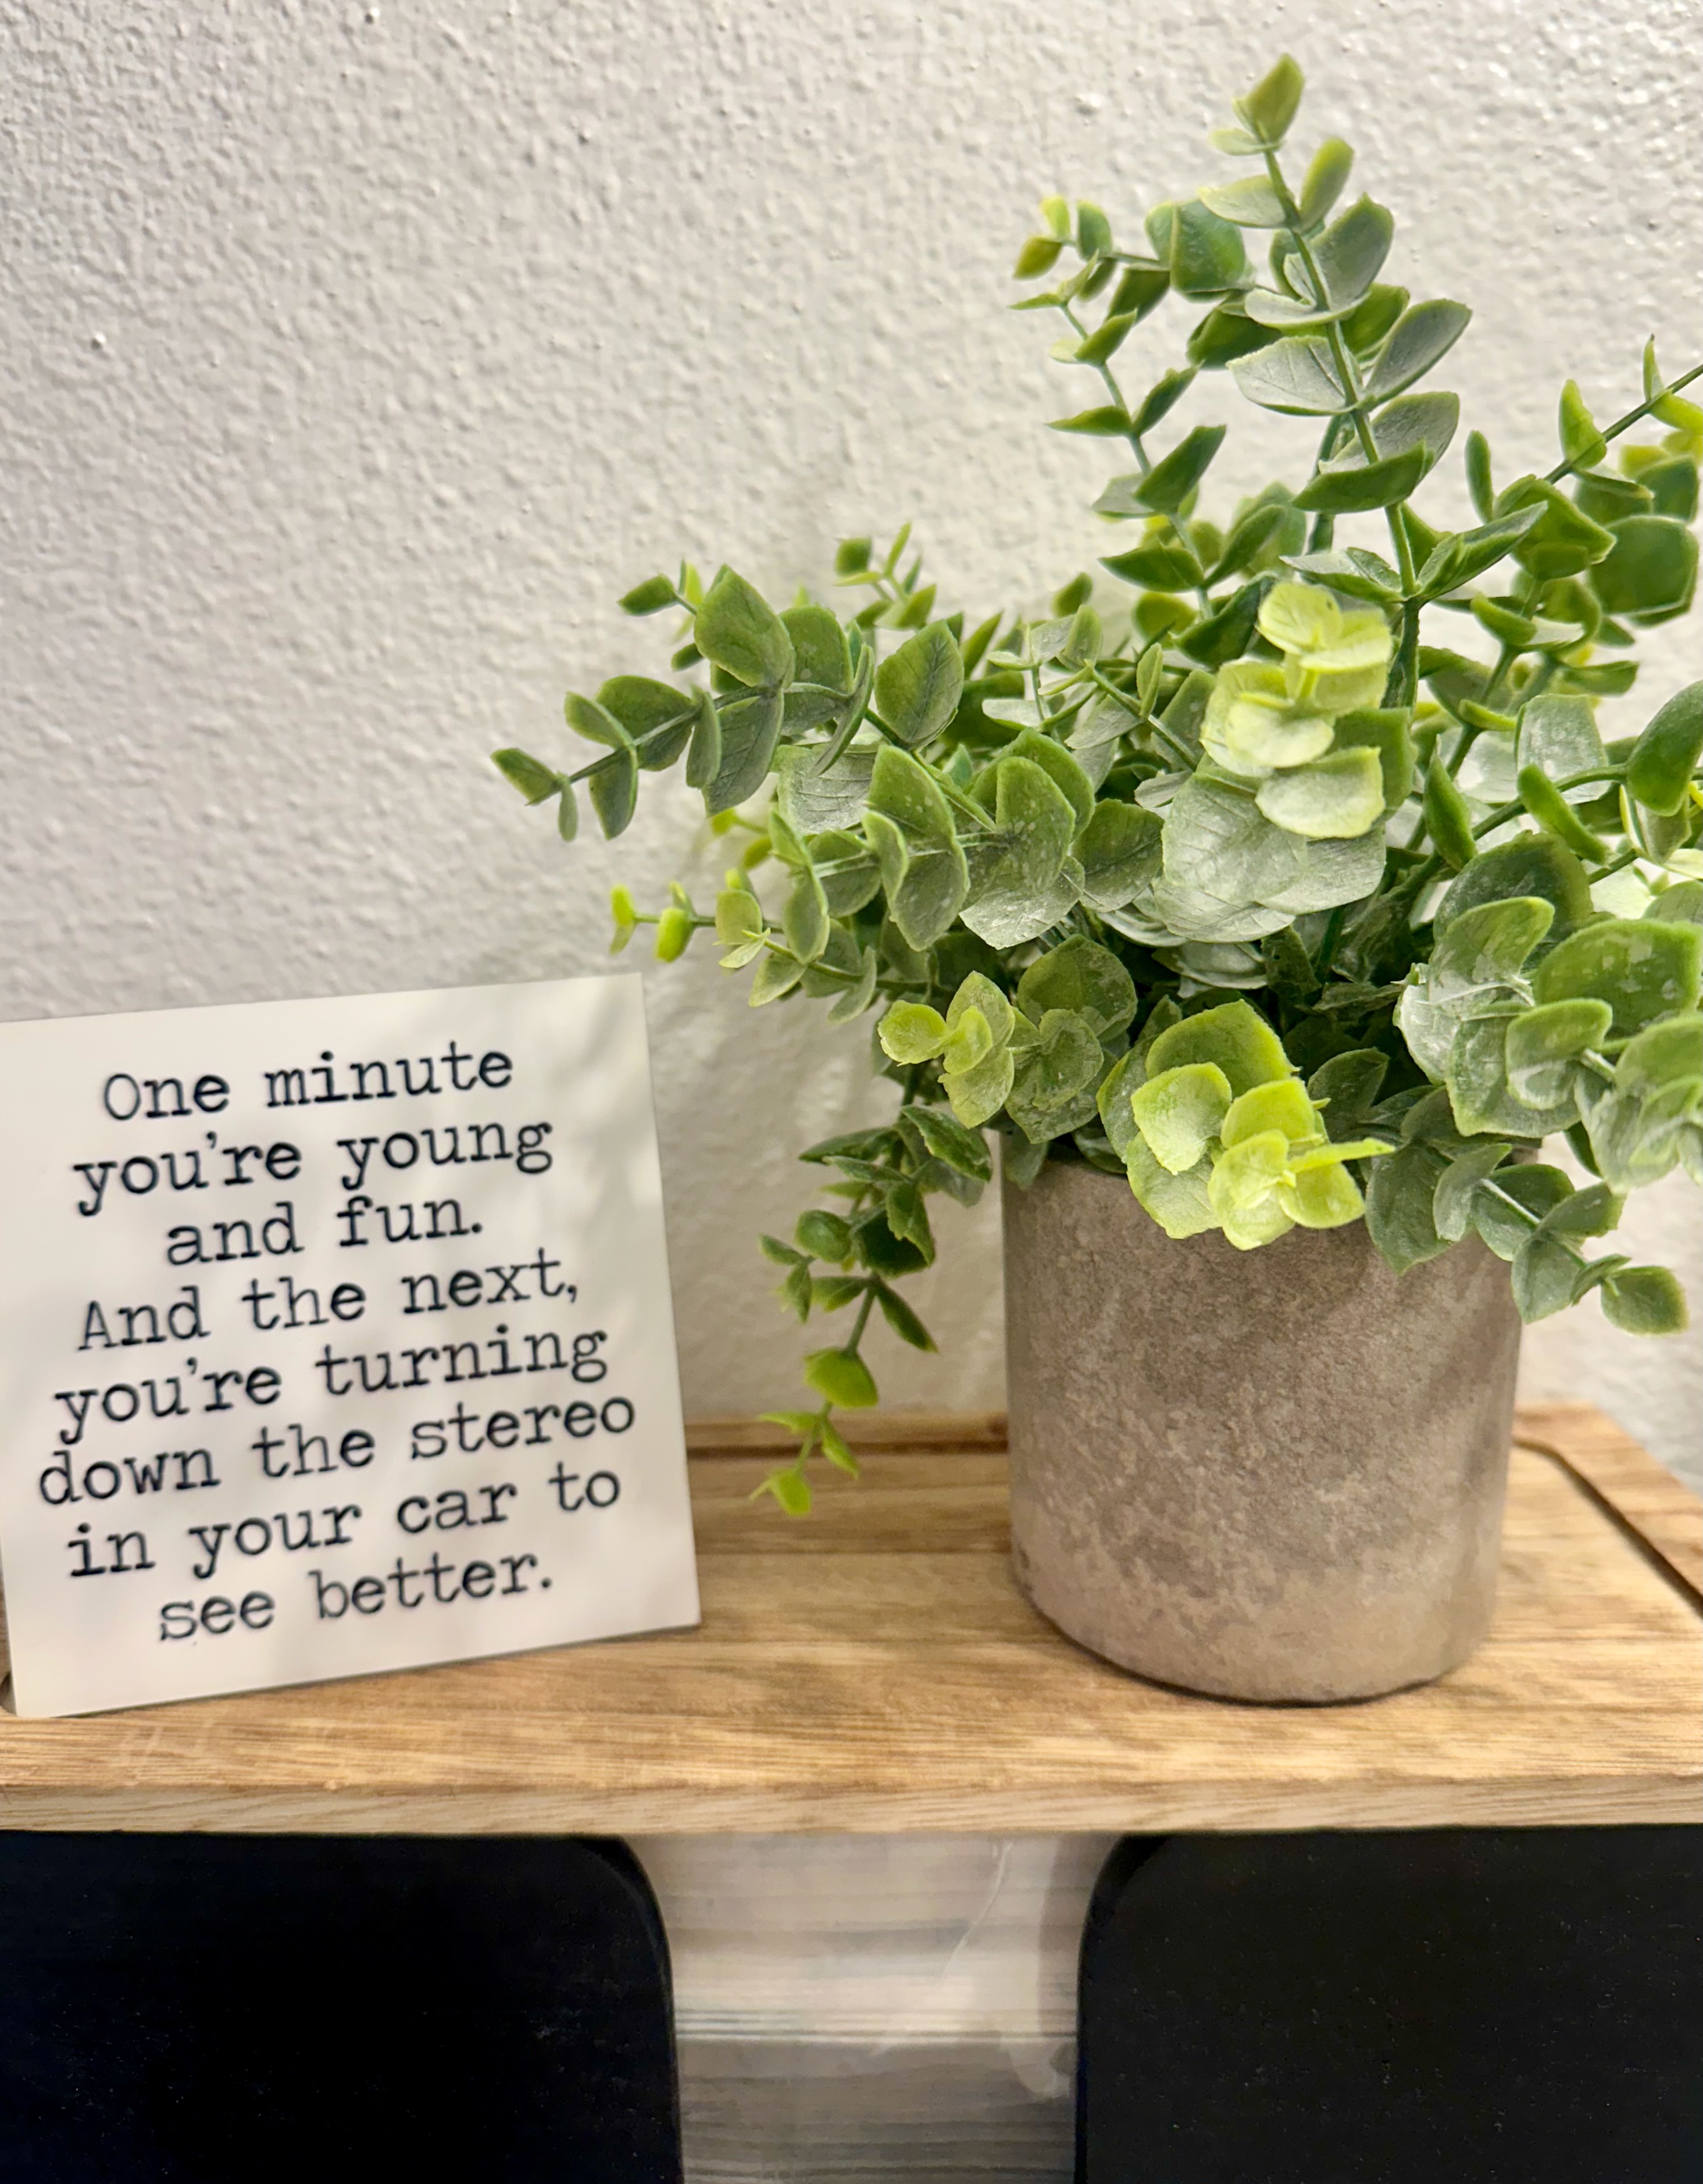 One minute
you're young
and fun.
And the next,
you're turning
down the stereo
in your car to
see better.